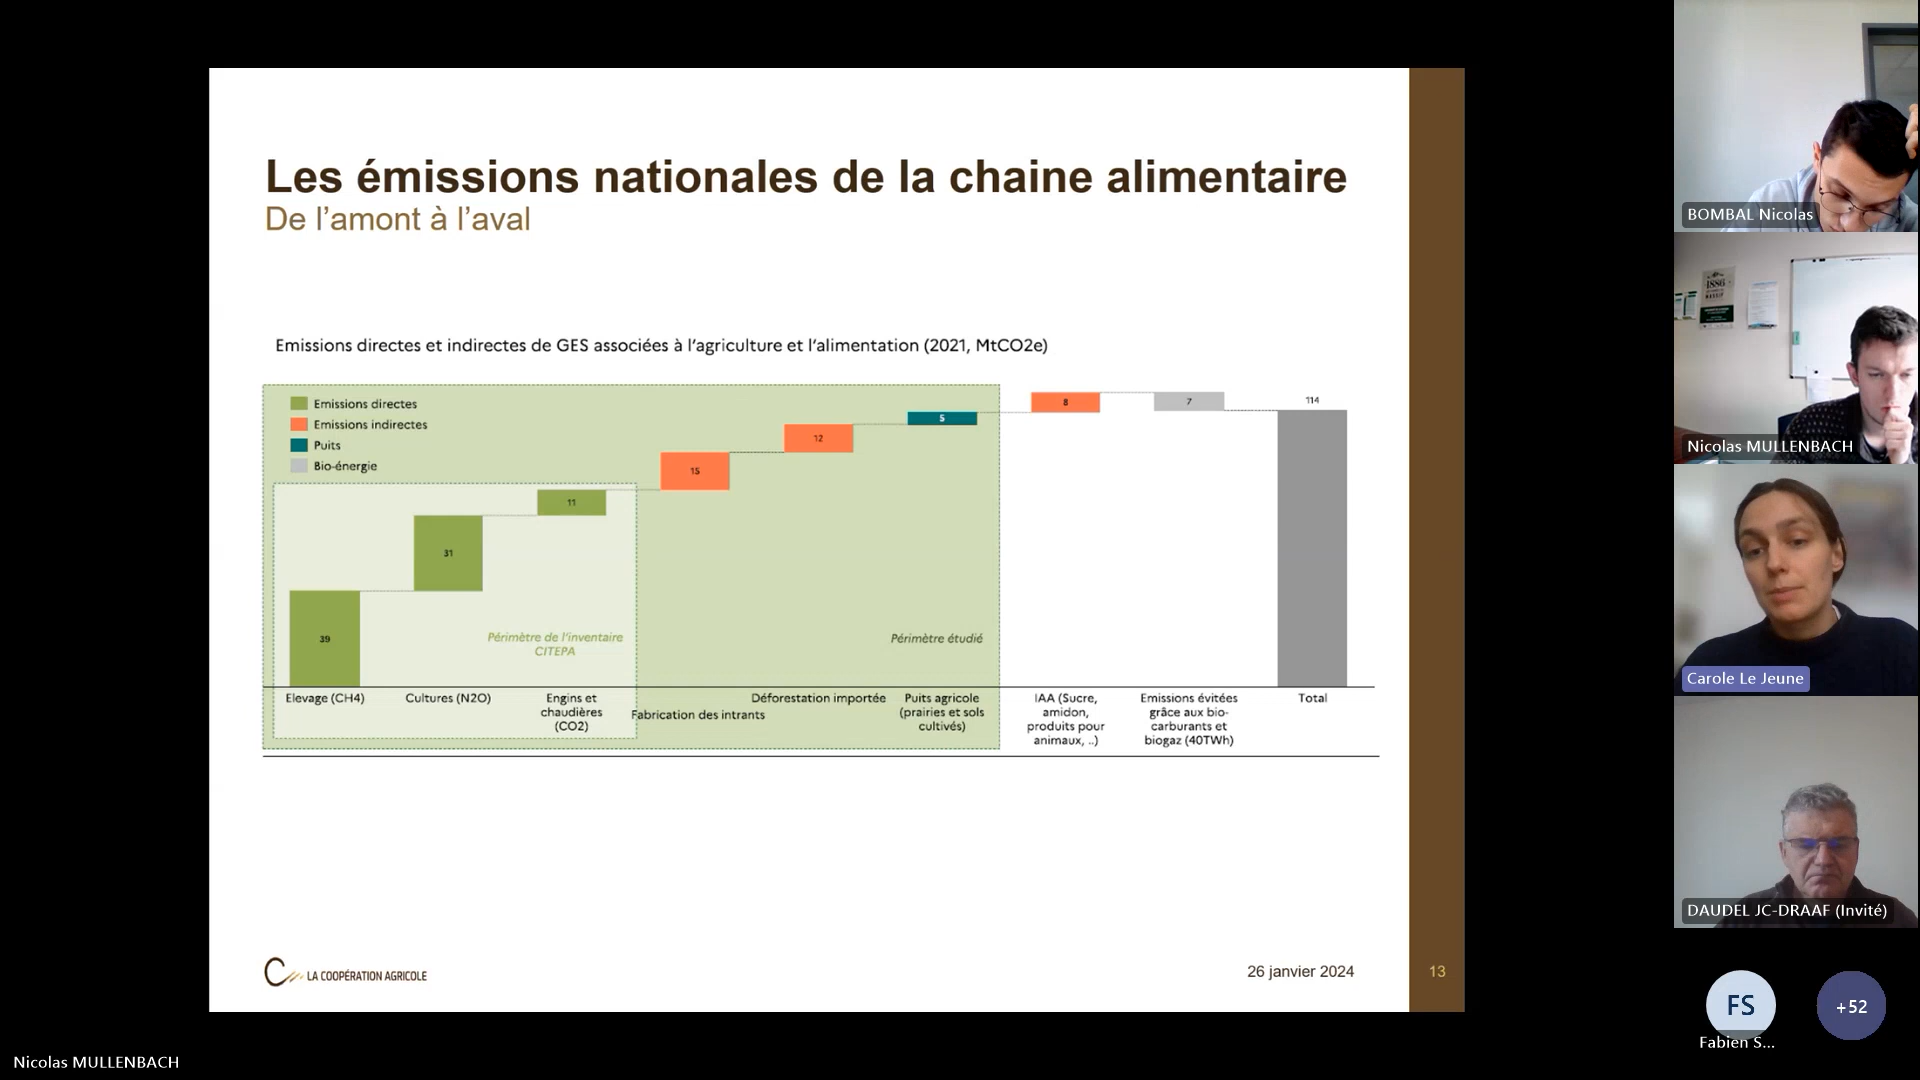 Les émissions nationales de la chaine alimentaire
De l'amont à l'aval
Emissions directes et indirectes de GES associées à l'agriculture et l'alimentation (2021, MtCO2e)
Emissions directes
Emissions indirectes
Puits
Bio-énergie
39
31
11
15
12
5
8
7
114
Périmètre de l'inventaire
CITEPA
Périmètre étudié
Elevage (CH4)
Cultures (N2O)
Engins et
chaudières
(CO2)
Fabrication des intrants
Déforestation importée
Puits agricole
(prairies et sols
cultivés)
IAA (Sucre,
amidon,
produits pour
animaux, ..)
Emissions évitées
grâce aux bio-
carburants et
biogaz (40TWh)
Total
LA COOPÉRATION AGRICOLE
26 janvier 2024
13
BOMBAL Nicolas
1886
MASSIF
Nicolas MULLENBACH
Carole Le Jeune
DAUDEL JC-DRAAF (Invité)
FS
+52
Fabien S...
Nicolas MULLENBACH